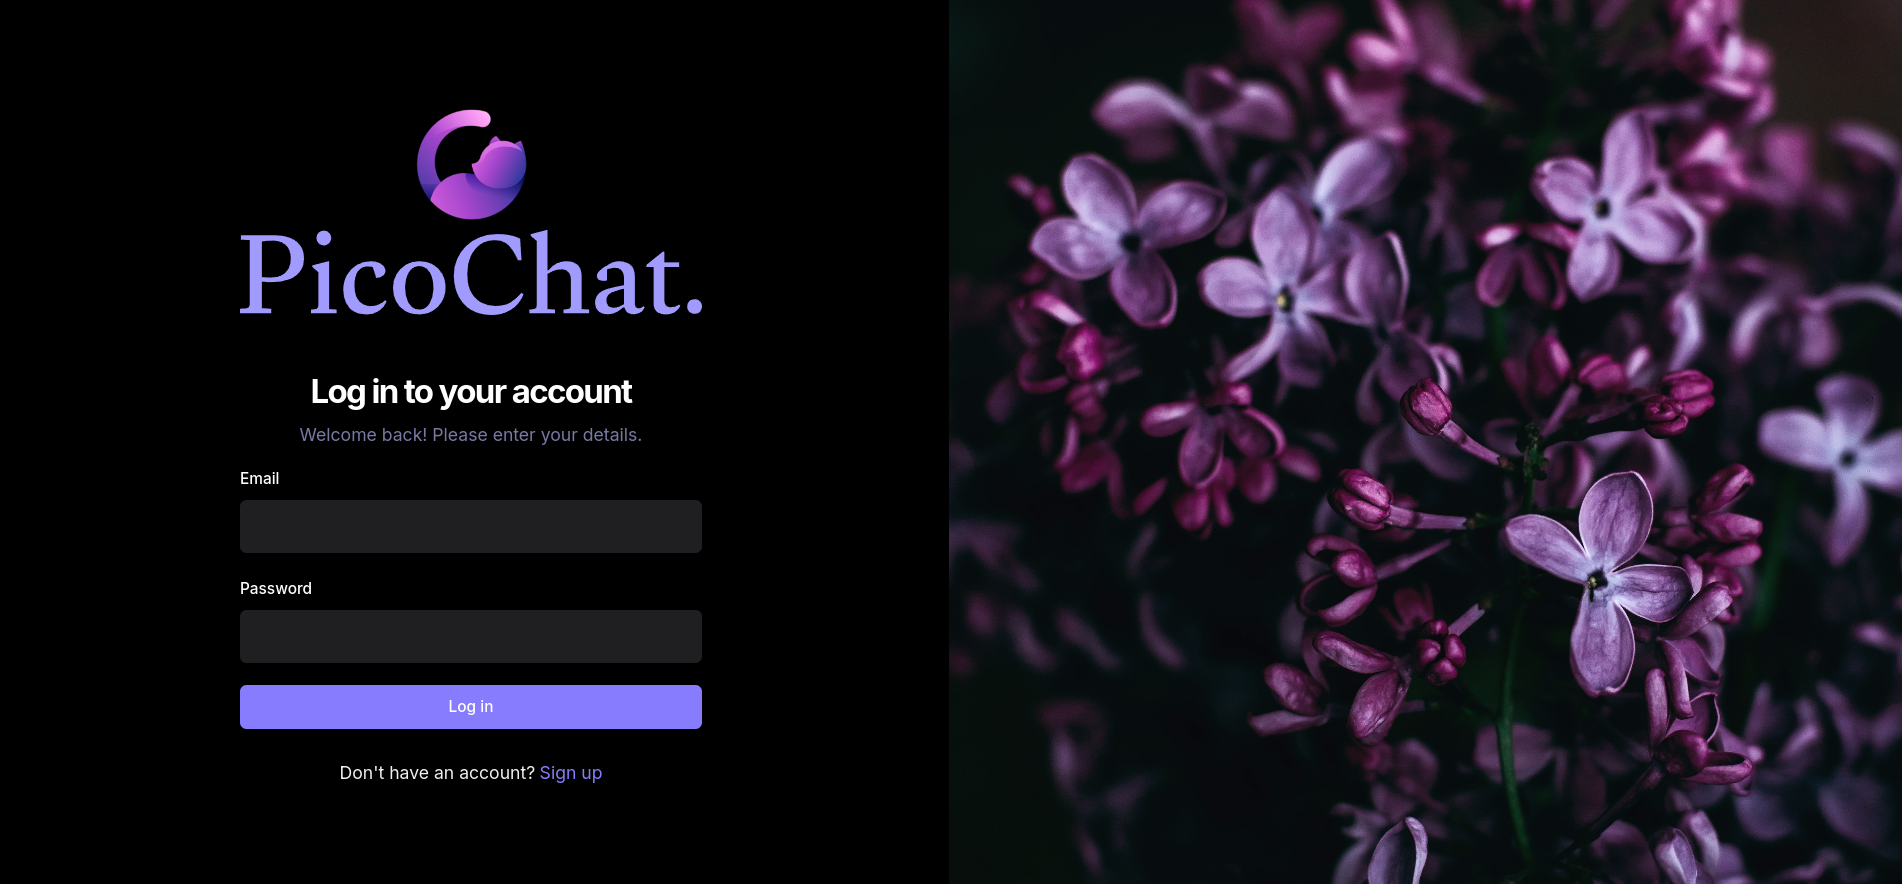 PicoChat.
Log in to your account
Welcome back! Please enter your details.
Email
Password
Log in
Don't have an account? Sign up